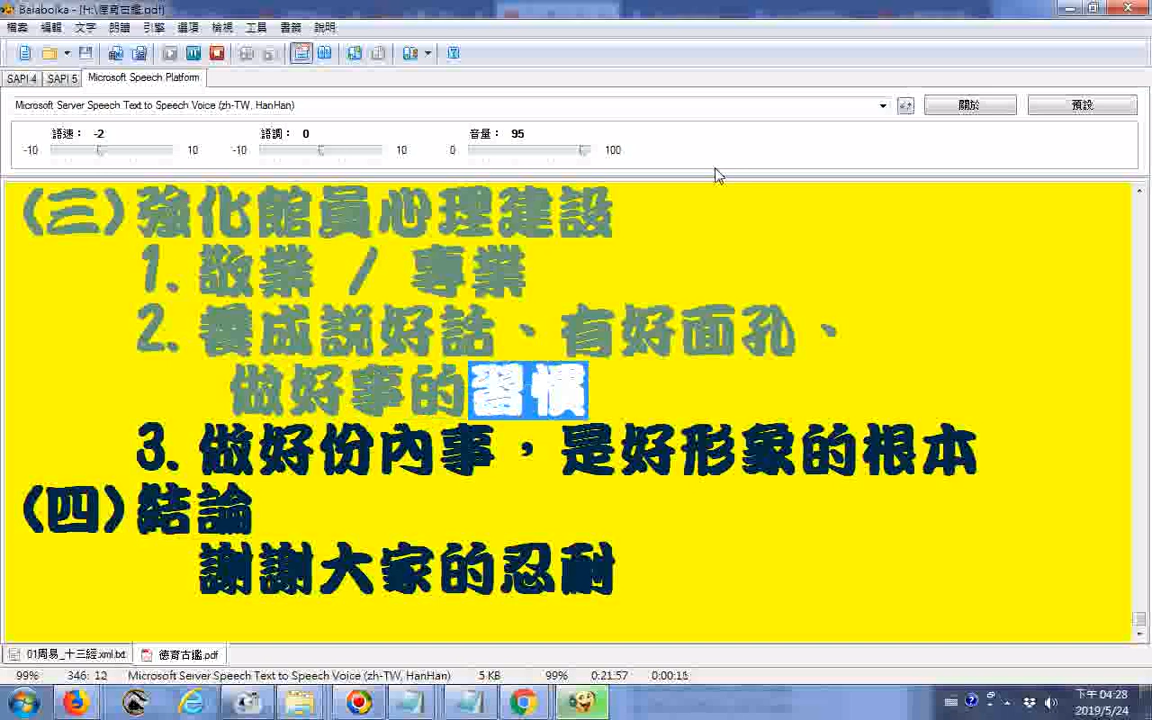 Balabolka - [H:\德育古鑑.pdf]
檔案 編輯 文字 朗讀 引擎 選項 檢視 工具 書籤 說明
SAPI 4 SAPI 5 Microsoft Speech Platform
Microsoft Server Speech Text to Speech Voice (zh-TW, HanHan) 關於 預設
語速: -2 語調: 0 音量: 95
-10 10 -10 10 0 100
(三)強化館員心理建設
1. 敬業 / 專業
2. 養成說好話、有好面孔、
做好事的習慣
3. 做好份內事，是好形象的根本
(四)結論
謝謝大家的忍耐
01周易_十三經.xml.txt 德育古鑑.pdf
99% 346: 12 Microsoft Server Speech Text to Speech Voice (zh-TW, HanHan) 5 KB 99% 0:21:57 0:00:18
下午 04:28
2019/5/24